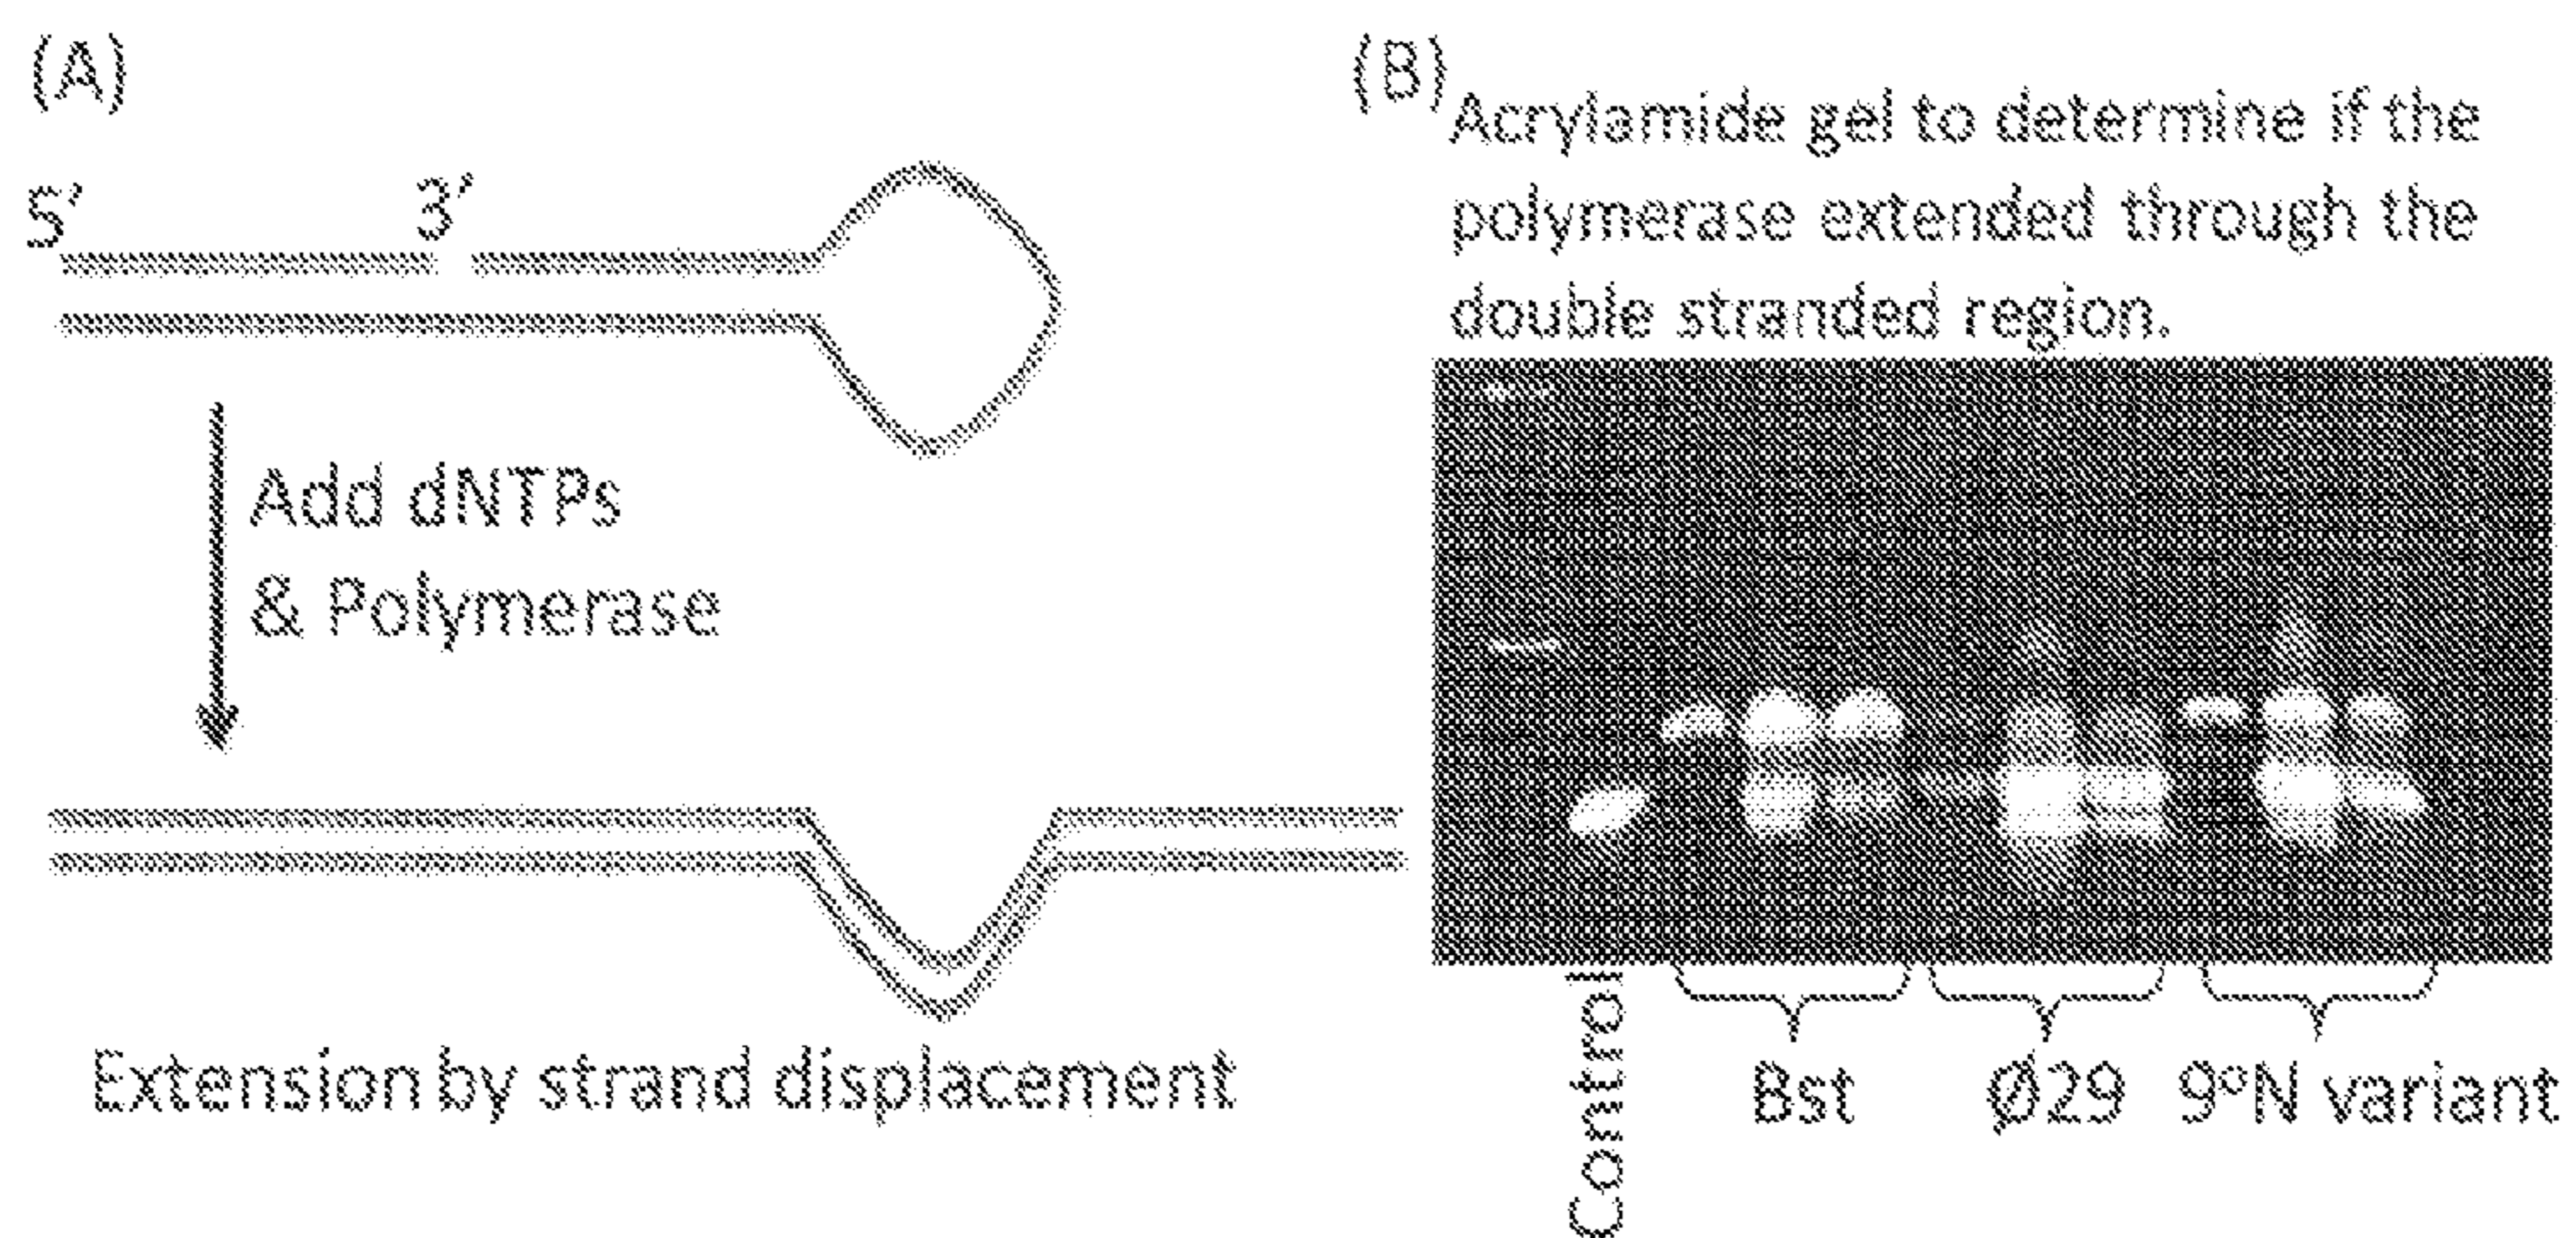 (A)
5'
3'
Add dNTPs
& Polymerase
Extension by strand displacement
(B)
Acrylamide gel to determine if the
polymerase extended through the
double stranded region.
Control
Bst
Ø29
9°N variant